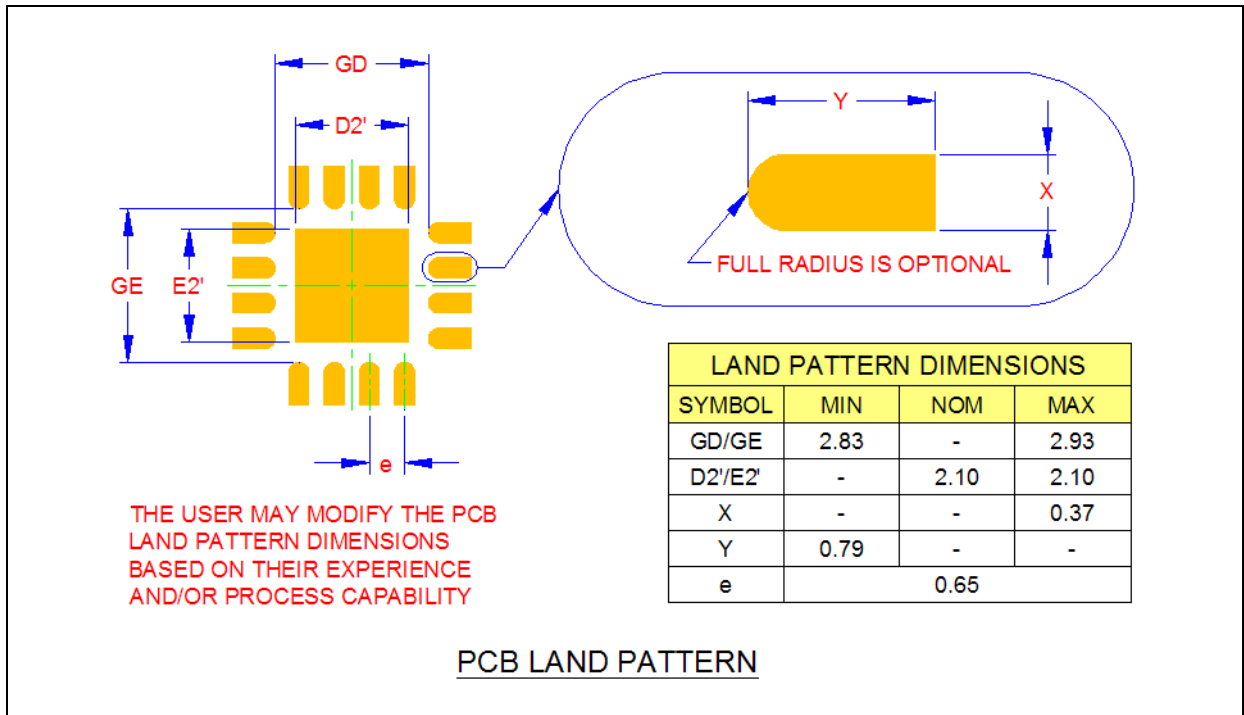 GD
D2'
GE
E2'
e
Y
X
FULL RADIUS IS OPTIONAL
THE USER MAY MODIFY THE PCB
LAND PATTERN DIMENSIONS
BASED ON THEIR EXPERIENCE
AND/OR PROCESS CAPABILITY
LAND PATTERN DIMENSIONS
SYMBOL MIN NOM MAX
GD/GE 2.83 - 2.93
D2'/E2' - 2.10 2.10
X - - 0.37
Y 0.79 - -
e 0.65
PCB LAND PATTERN